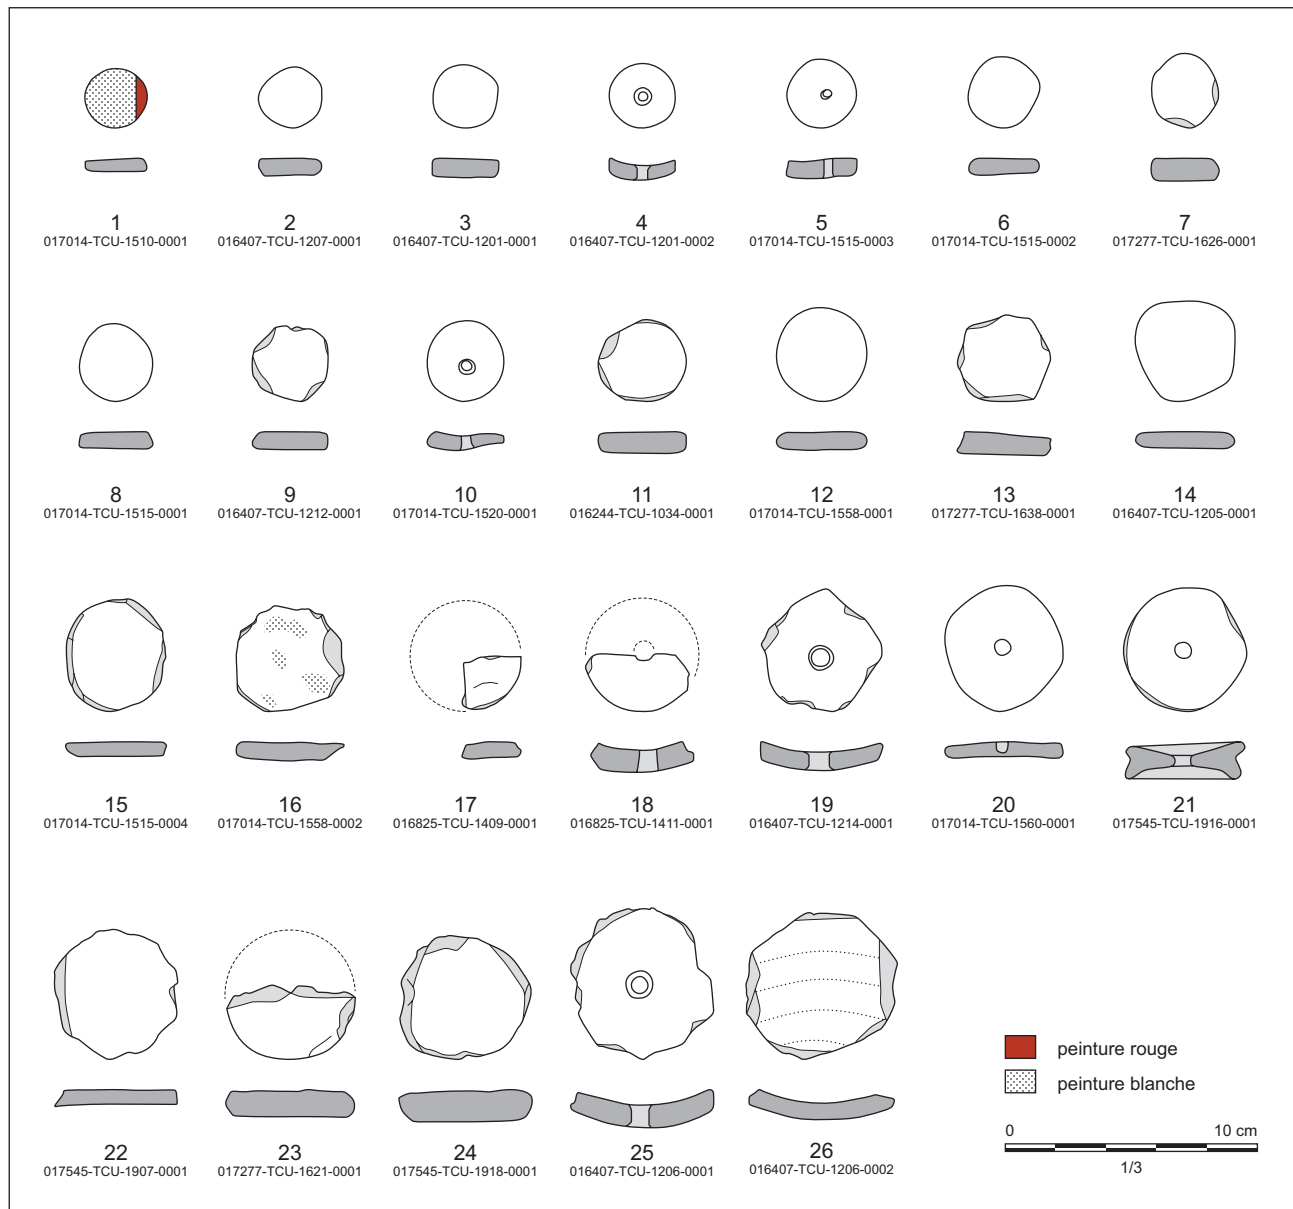 1 2 3 4 5 6 7
017014-TCU-1510-0001 016407-TCU-1207-0001 016407-TCU-1201-0001 016407-TCU-1201-0002 017014-TCU-1515-0003 017014-TCU-1515-0002 017277-TCU-1626-0001
8 9 10 11 12 13 14
017014-TCU-1515-0001 016407-TCU-1212-0001 017014-TCU-1520-0001 016244-TCU-1034-0001 017014-TCU-1558-0001 017277-TCU-1638-0001 016407-TCU-1205-0001
15 16 17 18 19 20 21
017014-TCU-1515-0004 017014-TCU-1558-0002 016825-TCU-1409-0001 016825-TCU-1411-0001 016407-TCU-1214-0001 017014-TCU-1560-0001 017545-TCU-1916-0001
22 23 24 25 26
017545-TCU-1907-0001 017277-TCU-1621-0001 017545-TCU-1918-0001 016407-TCU-1206-0001 016407-TCU-1206-0002
peinture rouge
peinture blanche
0 10 cm
1/3